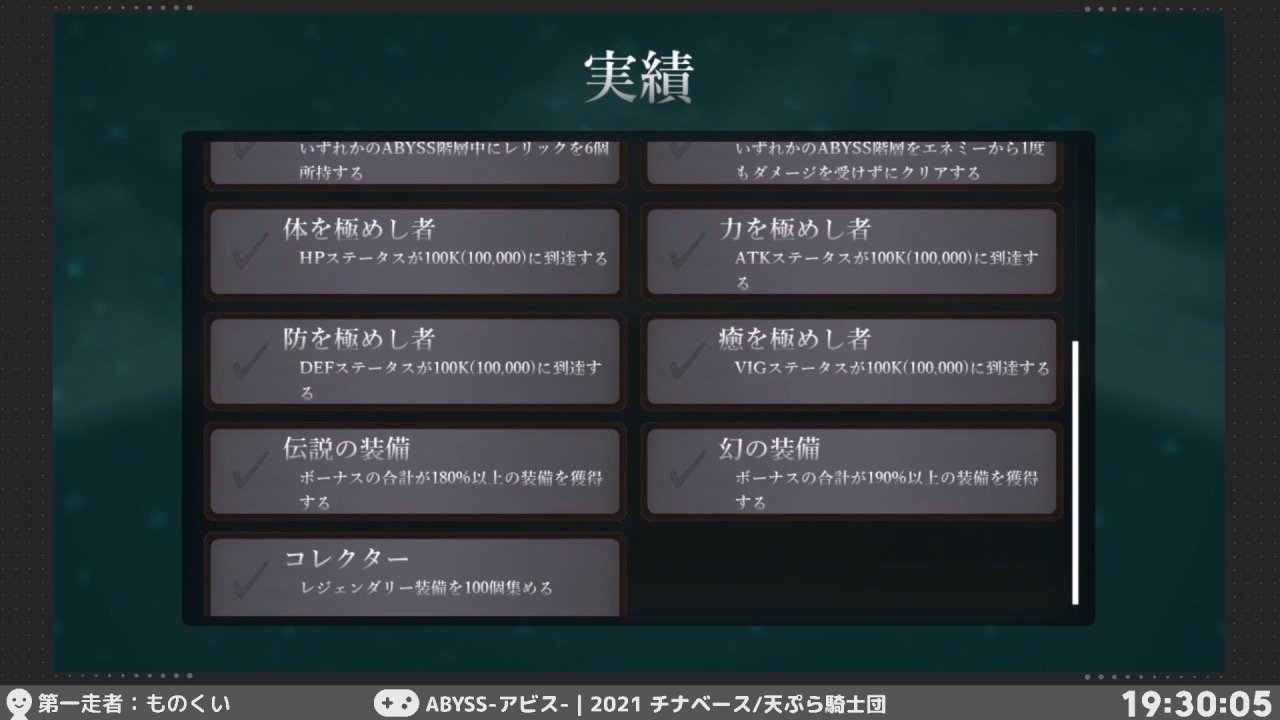 実績
いずれかのABYSS階層中にレリックを6個
所持する
いずれかのABYSS階層をエネミーから1度
もダメージを受けずにクリアする
体を極めし者
HPステータスが100K(100,000)に到達する
力を極めし者
ATKステータスが100K(100,000)に到達す
る
防を極めし者
DEFステータスが100K(100,000)に到達す
る
癒を極めし者
VIGステータスが100K(100,000)に到達する
伝説の装備
ボーナスの合計が180%以上の装備を獲得
する
幻の装備
ボーナスの合計が190%以上の装備を獲得
する
コレクター
レジェンダリー装備を100個集める
第一走者：ものくい
ABYSS-アビス- | 2021 チナベース/天ぷら騎士団
19:30:05